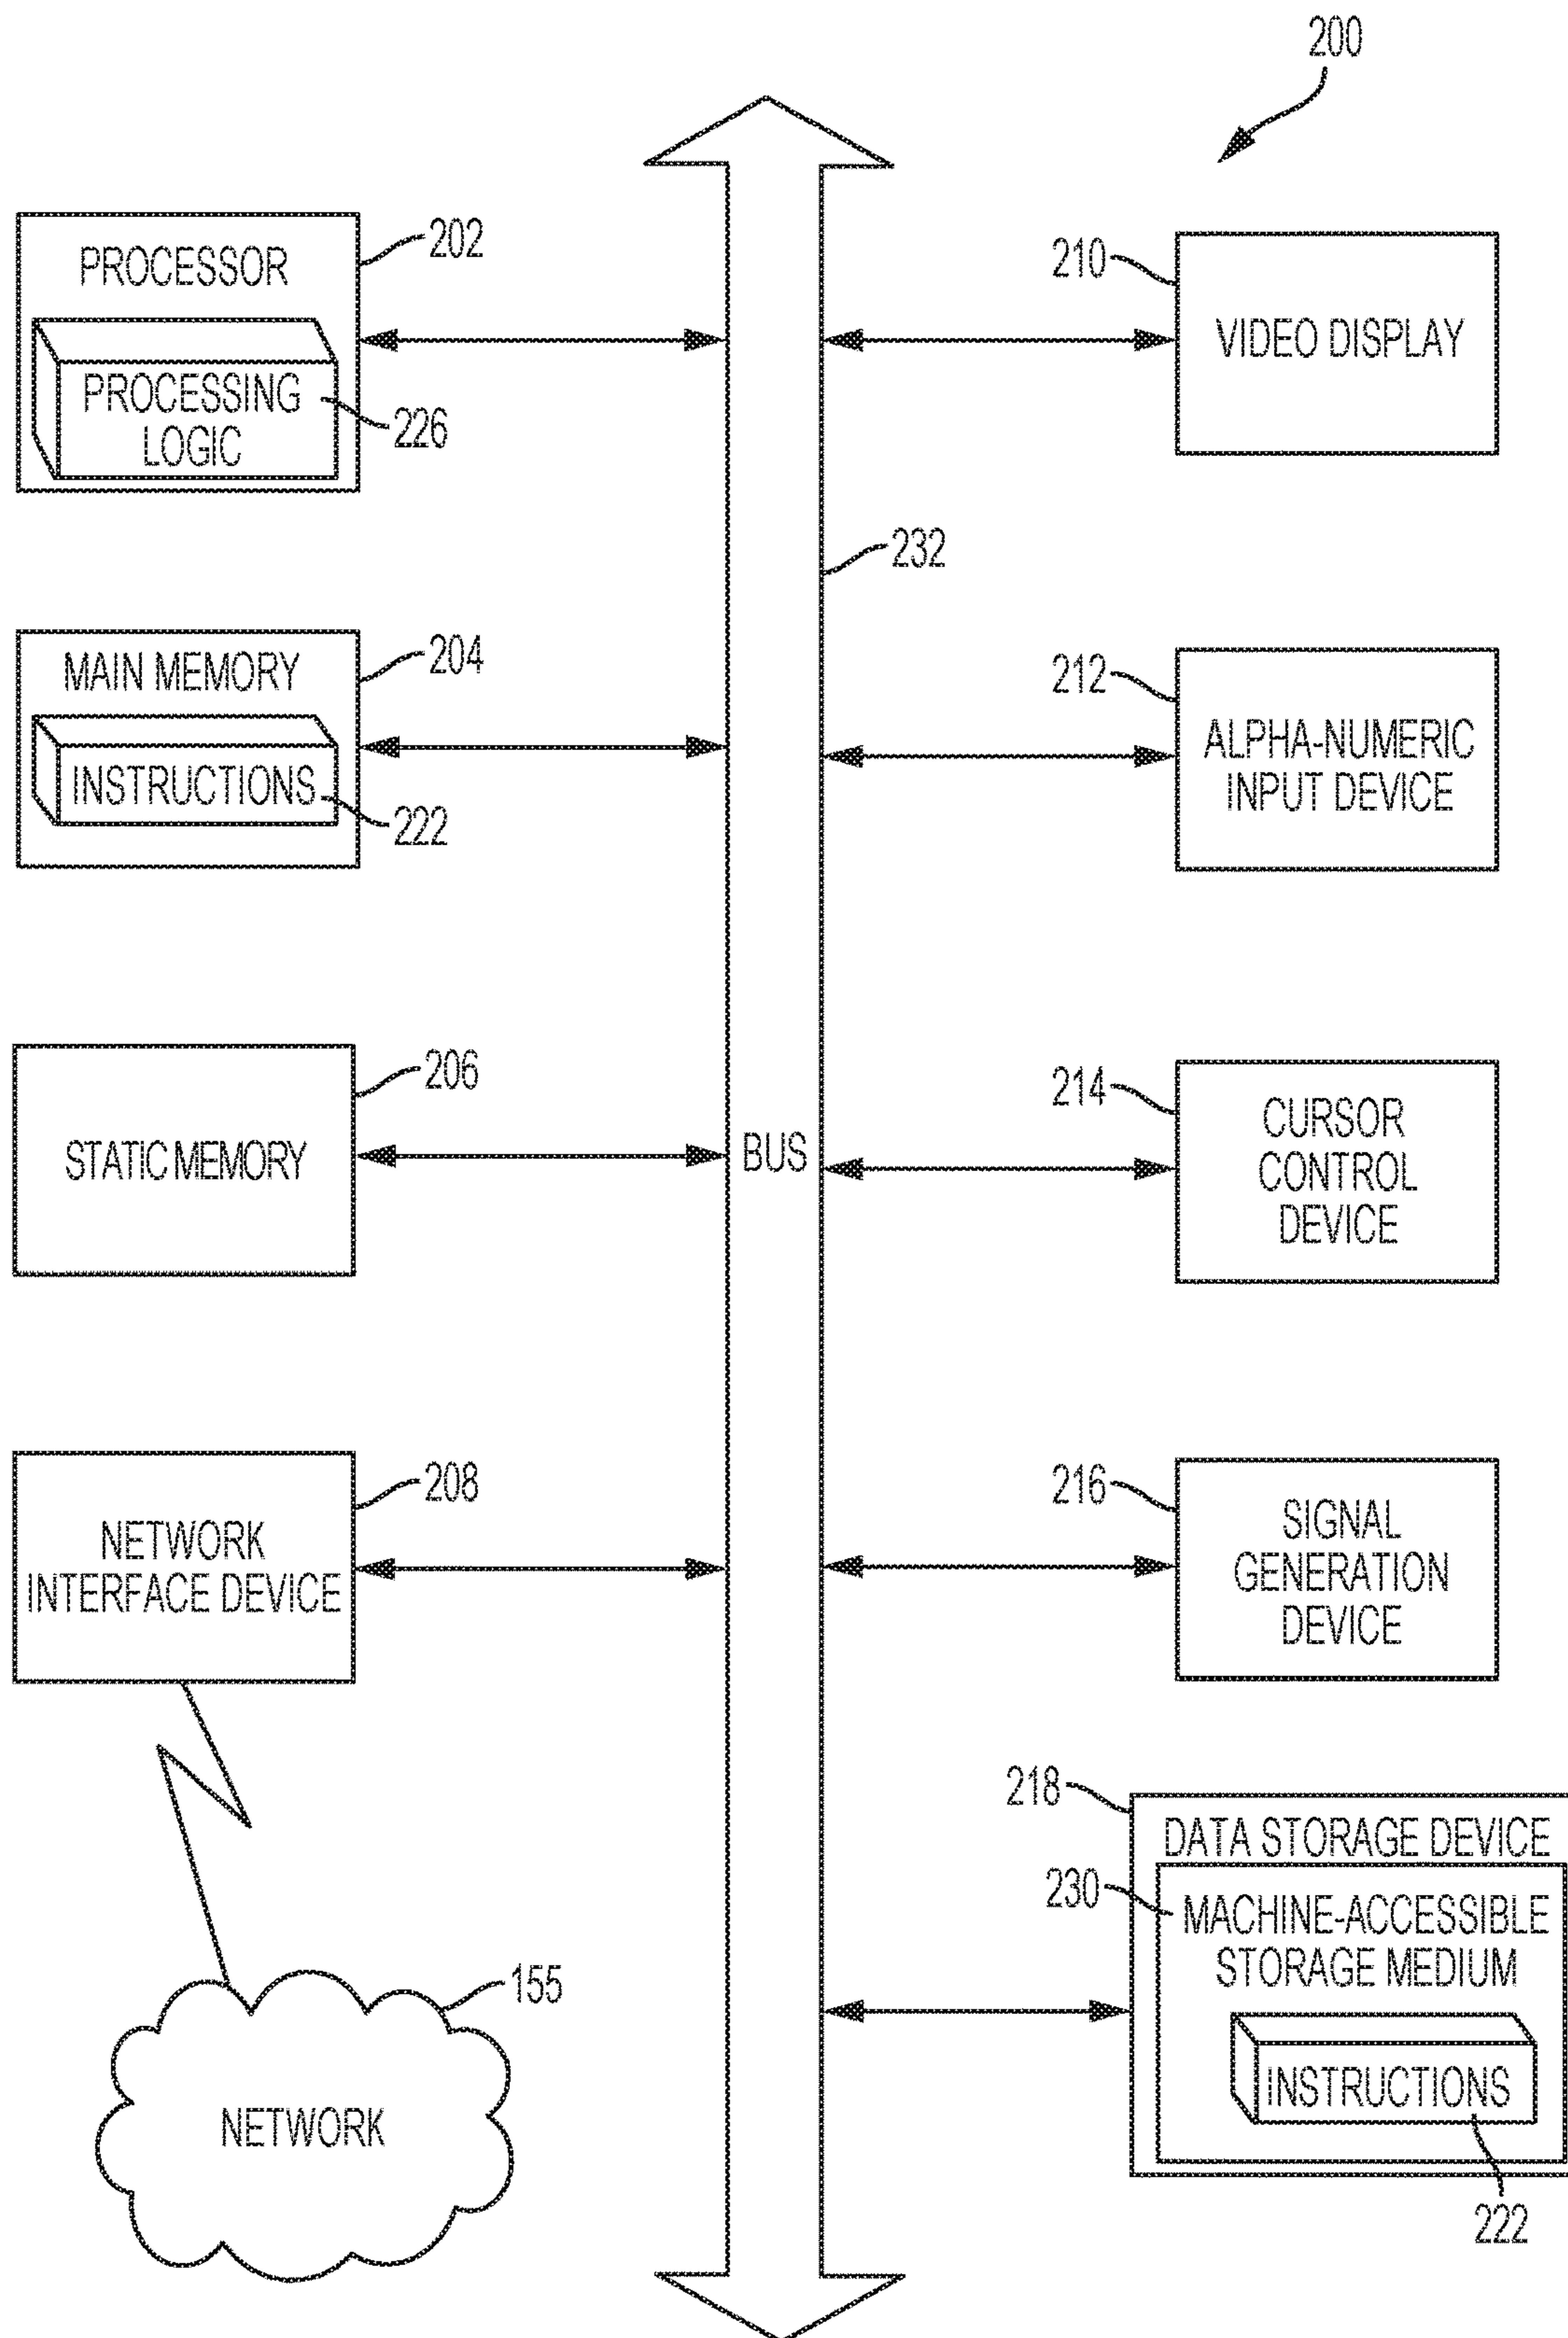 200
PROCESSOR
202
PROCESSING
LOGIC
226
MAIN MEMORY
204
INSTRUCTIONS
222
STATIC MEMORY
206
NETWORK
INTERFACE DEVICE
208
NETWORK
155
BUS
232
210
VIDEO DISPLAY
212
ALPHA-NUMERIC
INPUT DEVICE
214
CURSOR
CONTROL
DEVICE
216
SIGNAL
GENERATION
DEVICE
218
DATA STORAGE DEVICE
230
MACHINE-ACCESSIBLE
STORAGE MEDIUM
INSTRUCTIONS
222